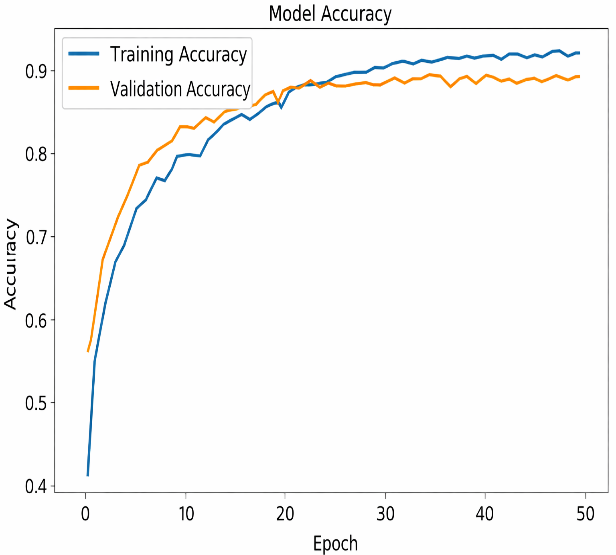 Model Accuracy
Training Accuracy
Validation Accuracy
0.9
0.8
0.7
0.6
0.5
0.4
Accuracy
0 10 20 30 40 50
Epoch